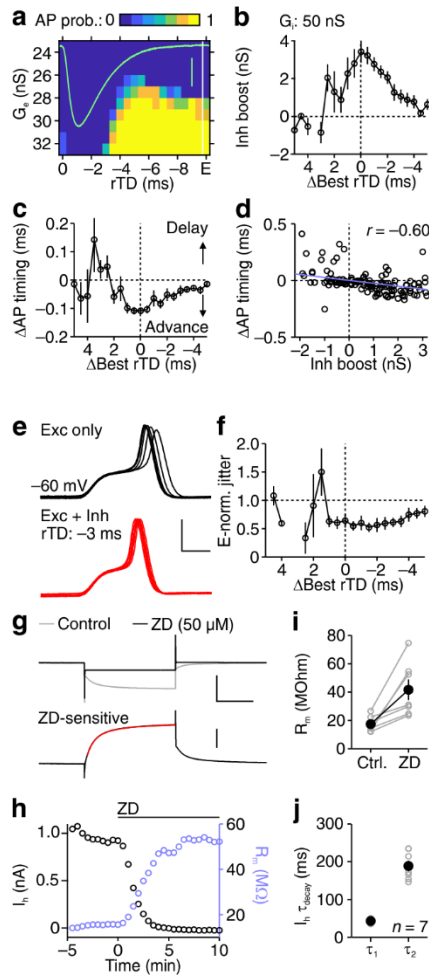 a AP prob.: 0 1
24
26
28
30
32
Gₑ (nS)
0 −2 −4 −6 −8 E
rTD (ms)
b Gᵢ: 50 nS
4
2
0
−2
Inh boost (nS)
4 2 0 −2 −4
ΔBest rTD (ms)
c
0.2
0.1
0
−0.1
−0.2
ΔAP timing (ms)
Delay
Advance
4 2 0 −2 −4
ΔBest rTD (ms)
d
r = −0.60
0.5
0
−0.5
ΔAP timing (ms)
−2 −1 0 1 2 3
Inh boost (nS)
e
Exc only
−60 mV
Exc + Inh
rTD: −3 ms
f
2.0
1.5
1.0
0.5
0
E-norm. jitter
4 2 0 −2 −4
ΔBest rTD (ms)
g
Control ZD (50 µM)
ZD-sensitive
i
80
60
40
20
0
Rₘ (MOhm)
Ctrl. ZD
h
ZD
1.0
0.5
0
Iₕ (nA)
60
40
20
Rₘ (MΩ)
−5 0 5 10
Time (min)
j
300
200
100
0
Iₕ τdecay (ms)
n = 7
τ₁ τ₂